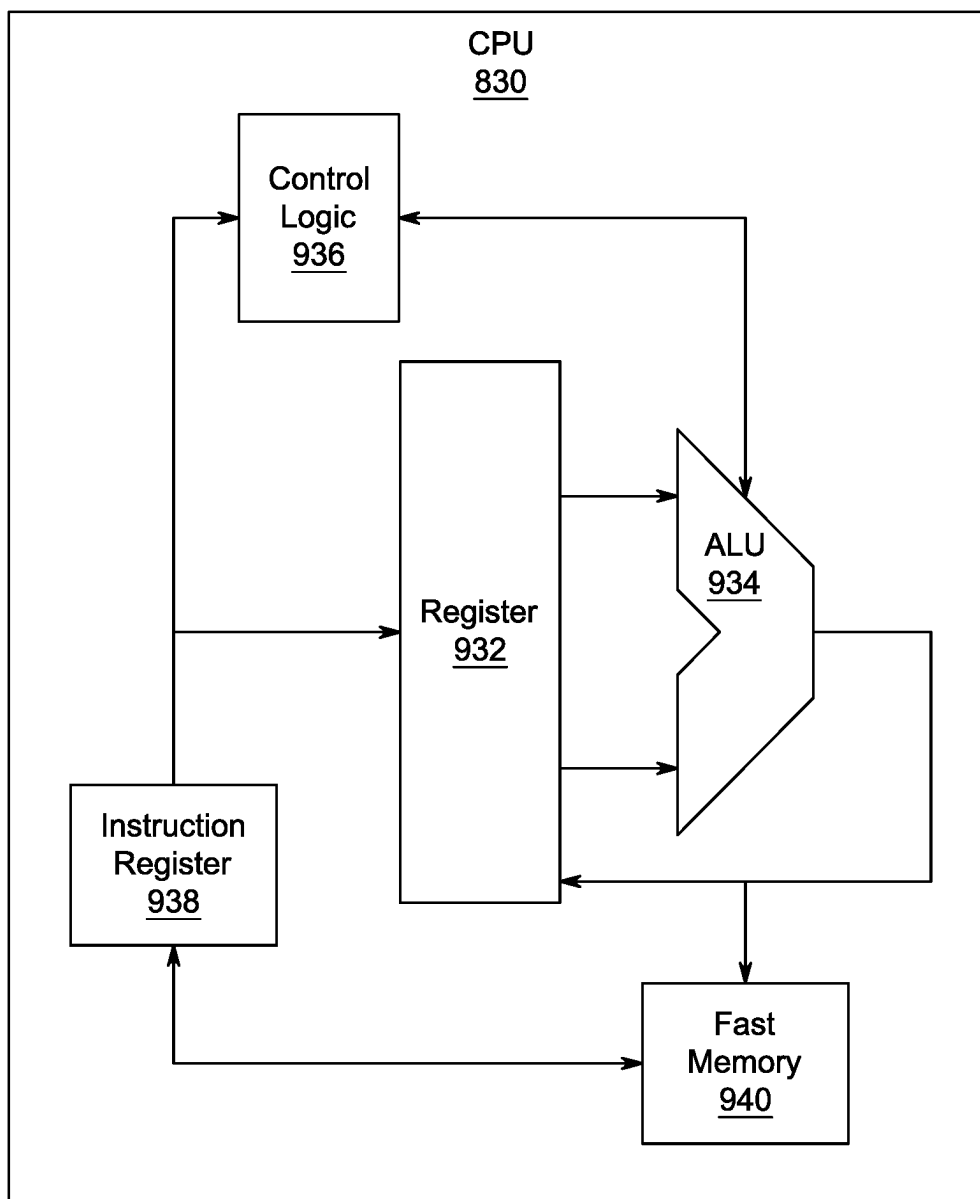 CPU
830
Control
Logic
936
ALU
934
Register
932
Instruction
Register
938
Fast
Memory
940